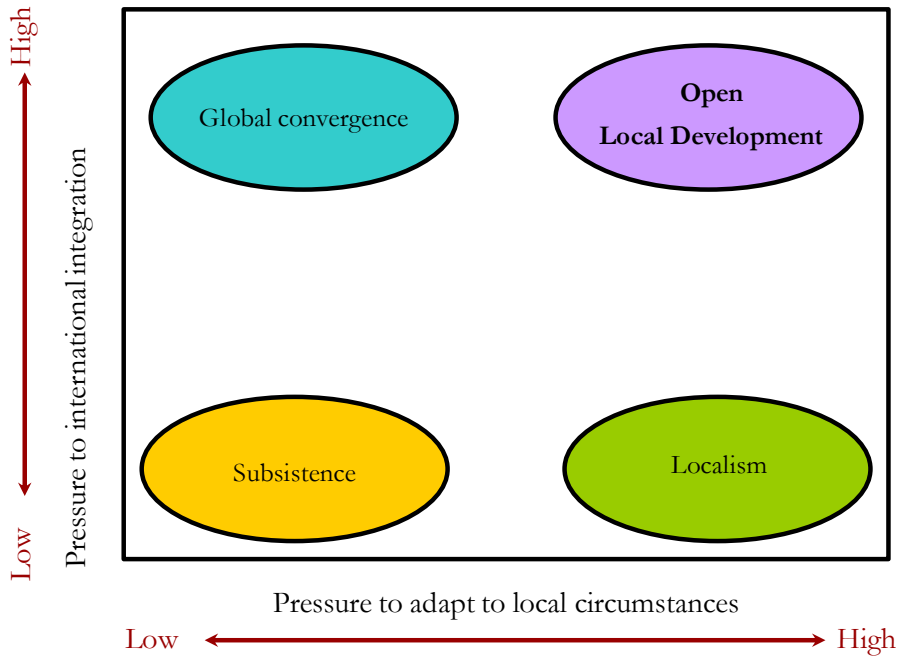 High
Global convergence
Open
Local Development
Pressure to international integration
Subsistence
Localism
Low
Pressure to adapt to local circumstances
Low
High